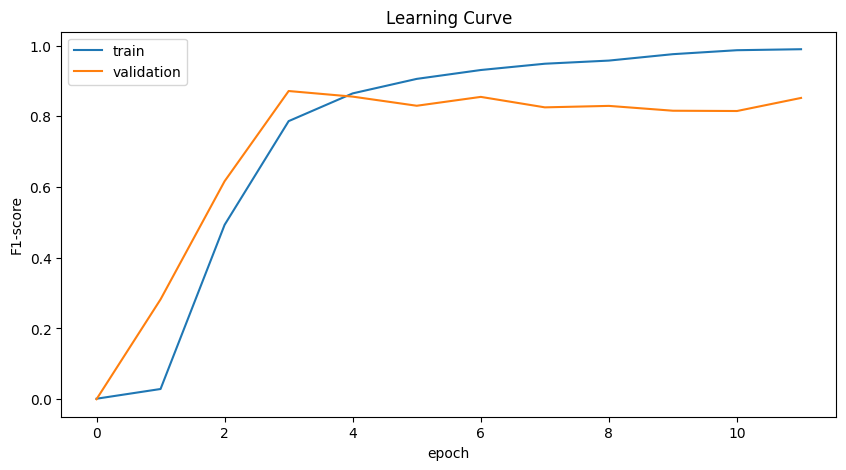 Learning Curve
train
validation
1.0
0.8
0.6
0.4
0.2
0.0
F1-score
0 2 4 6 8 10
epoch